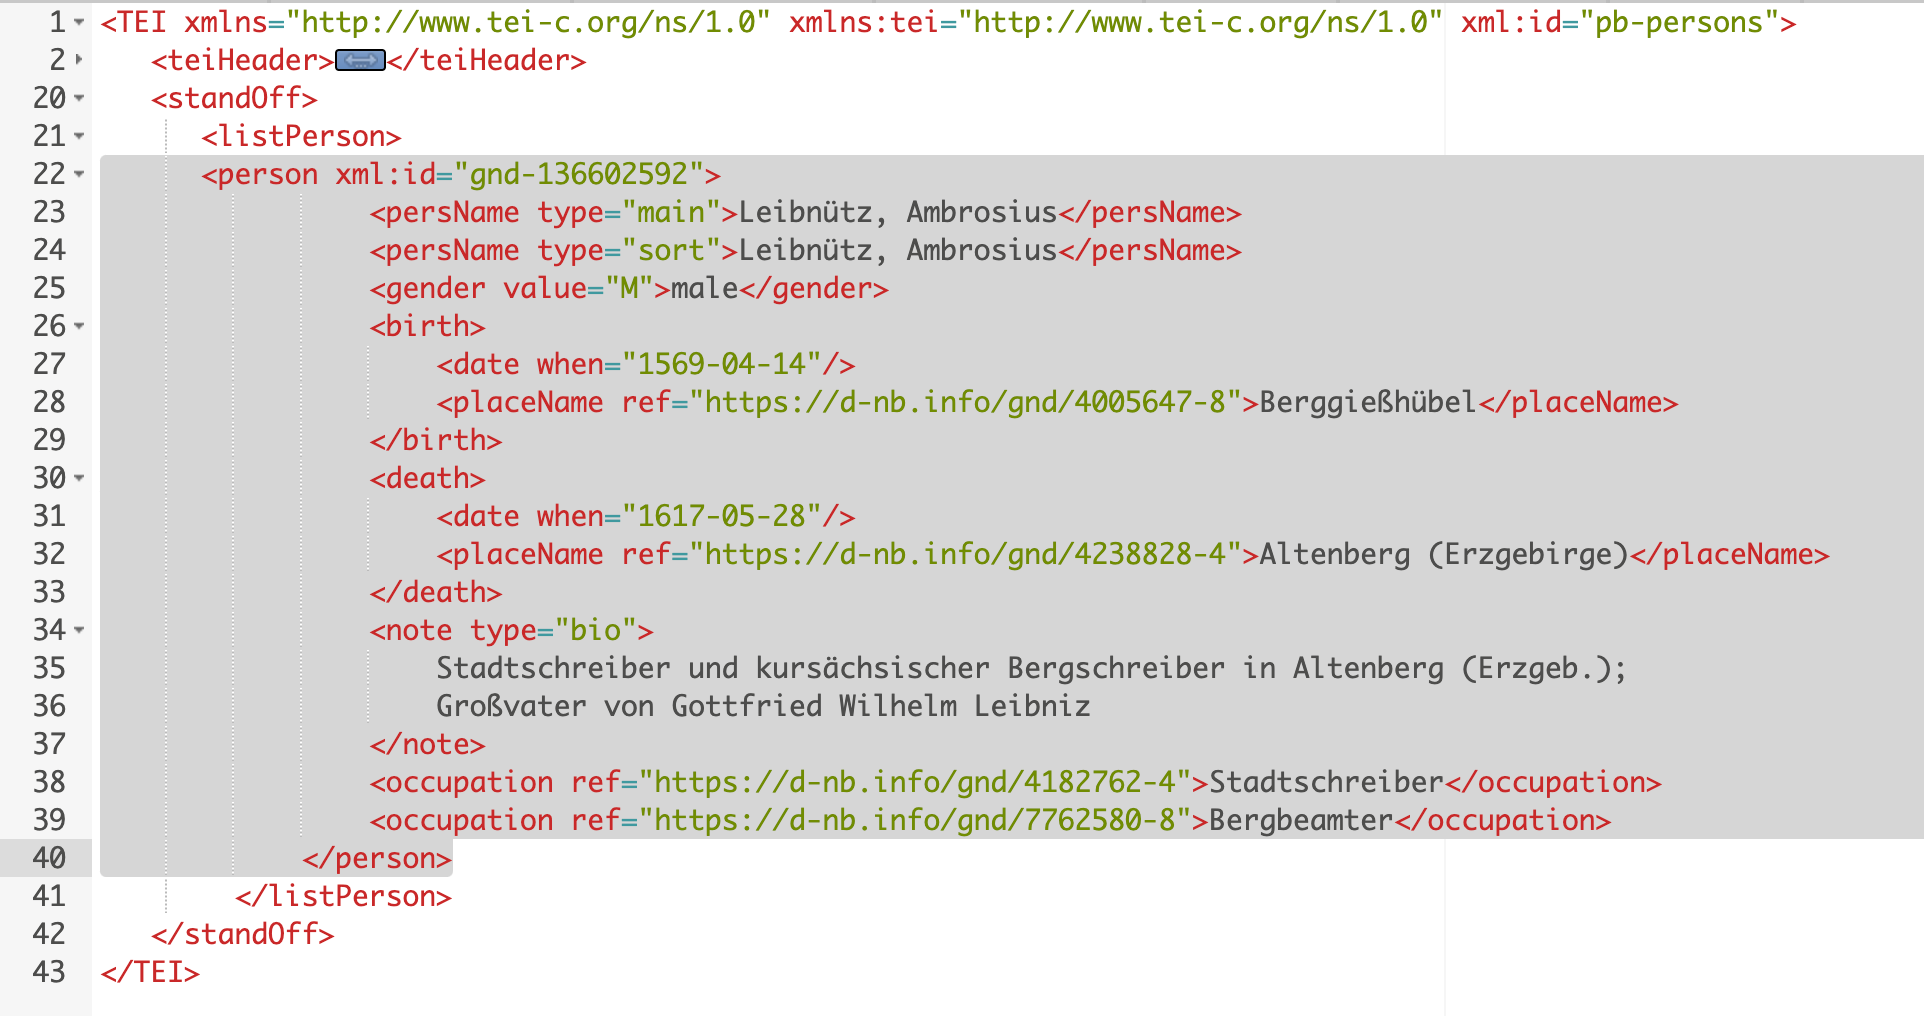 1 <TEI xmlns="http://www.tei-c.org/ns/1.0" xmlns:tei="http://www.tei-c.org/ns/1.0" xml:id="pb-persons">
2 <teiHeader></teiHeader>
20 <standOff>
21 <listPerson>
22 <person xml:id="gnd-136602592">
23 <persName type="main">Leibnütz, Ambrosius</persName>
24 <persName type="sort">Leibnütz, Ambrosius</persName>
25 <gender value="M">male</gender>
26 <birth>
27 <date when="1569-04-14"/>
28 <placeName ref="https://d-nb.info/gnd/4005647-8">Berggießhübel</placeName>
29 </birth>
30 <death>
31 <date when="1617-05-28"/>
32 <placeName ref="https://d-nb.info/gnd/4238828-4">Altenberg (Erzgebirge)</placeName>
33 </death>
34 <note type="bio">
35 Stadtschreiber und kursächsischer Bergschreiber in Altenberg (Erzgeb.);
36 Großvater von Gottfried Wilhelm Leibniz
37 </note>
38 <occupation ref="https://d-nb.info/gnd/4182762-4">Stadtschreiber</occupation>
39 <occupation ref="https://d-nb.info/gnd/7762580-8">Bergbeamter</occupation>
40 </person>
41 </listPerson>
42 </standOff>
43 </TEI>